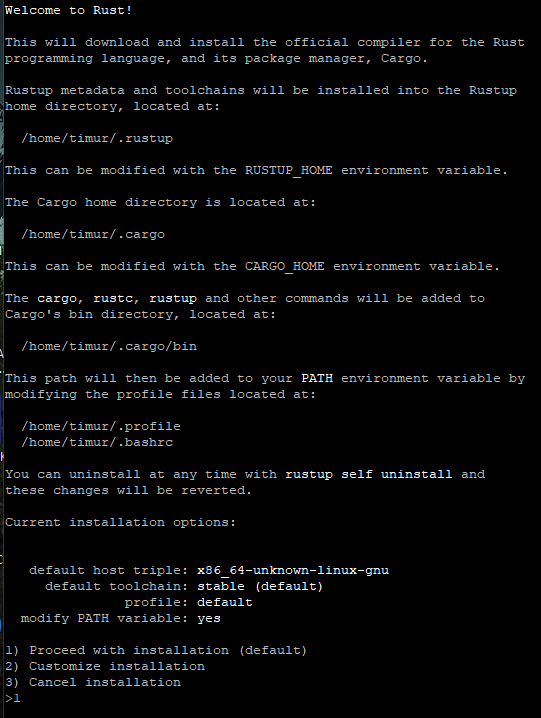 Welcome to Rust!
This will download and install the official compiler for the Rust
programming language, and its package manager, Cargo.
Rustup metadata and toolchains will be installed into the Rustup
home directory, located at:
/home/timur/.rustup
This can be modified with the RUSTUP_HOME environment variable.
The Cargo home directory is located at:
/home/timur/.cargo
This can be modified with the CARGO_HOME environment variable.
The cargo, rustc, rustup and other commands will be added to
Cargo's bin directory, located at:
/home/timur/.cargo/bin
This path will then be added to your PATH environment variable by
modifying the profile files located at:
/home/timur/.profile
/home/timur/.bashrc
You can uninstall at any time with rustup self uninstall and
these changes will be reverted.
Current installation options:
default host triple: x86_64-unknown-linux-gnu
default toolchain: stable (default)
profile: default
modify PATH variable: yes
1) Proceed with installation (default)
2) Customize installation
3) Cancel installation
>1